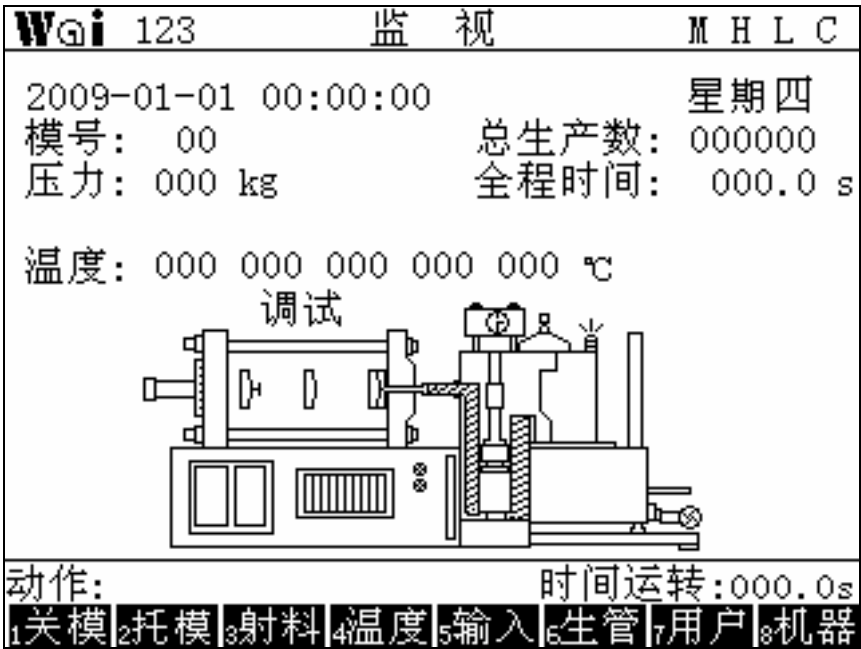 WGi 123 监 视 M H L C
2009-01-01 00:00:00 星期四
模号: 00 总生产数: 000000
压力: 000 kg 全程时间: 000.0 s
温度: 000 000 000 000 000 ℃
调试
动作: 时间运转:000.0s
1关模 2托模 3射料 4温度 5输入 6生管 7用户 8机器